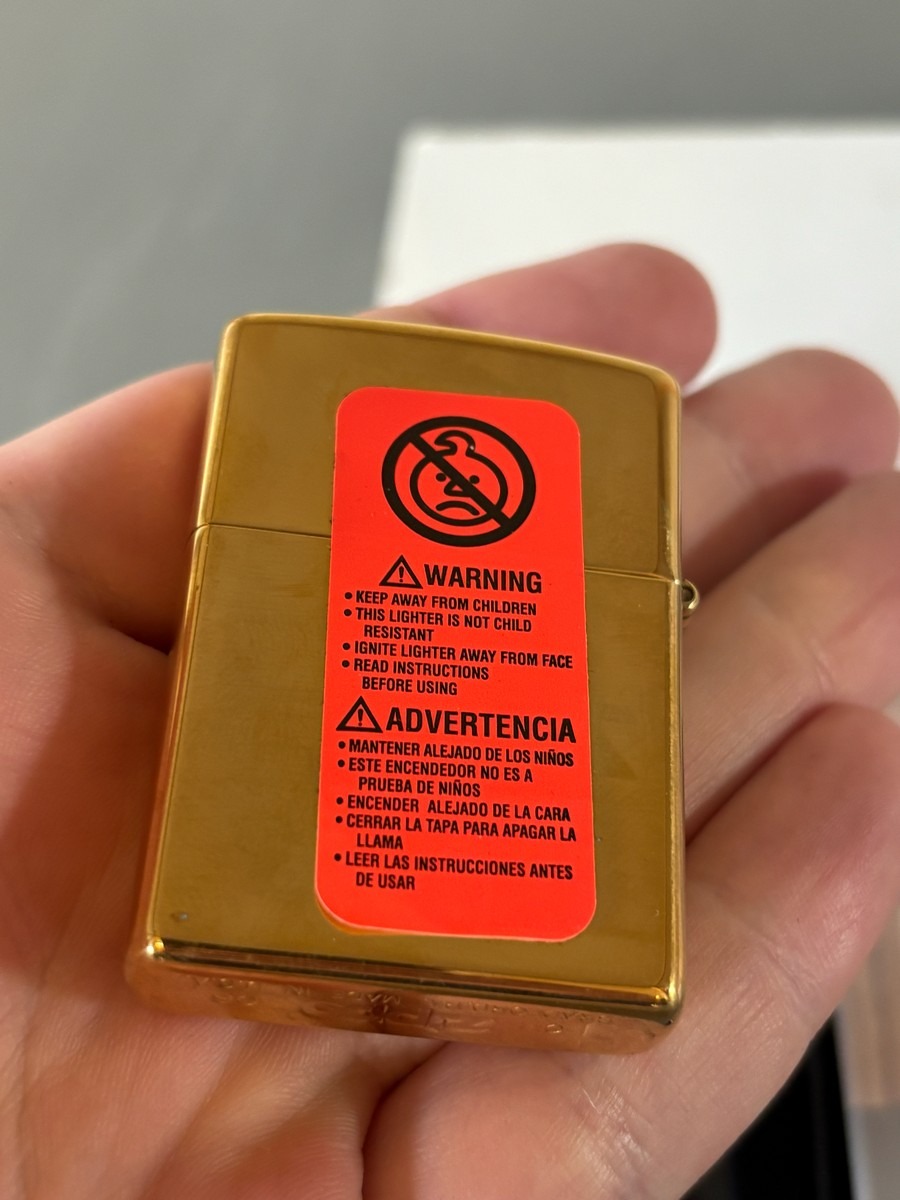 WARNING
• KEEP AWAY FROM CHILDREN
• THIS LIGHTER IS NOT CHILD
RESISTANT
• IGNITE LIGHTER AWAY FROM FACE
• READ INSTRUCTIONS
BEFORE USING
ADVERTENCIA
• MANTENER ALEJADO DE LOS NIÑOS
• ESTE ENCENDEDOR NO ES A
PRUEBA DE NIÑOS
• ENCENDER ALEJADO DE LA CARA
• CERRAR LA TAPA PARA APAGAR LA
LLAMA
• LEER LAS INSTRUCCIONES ANTES
DE USAR